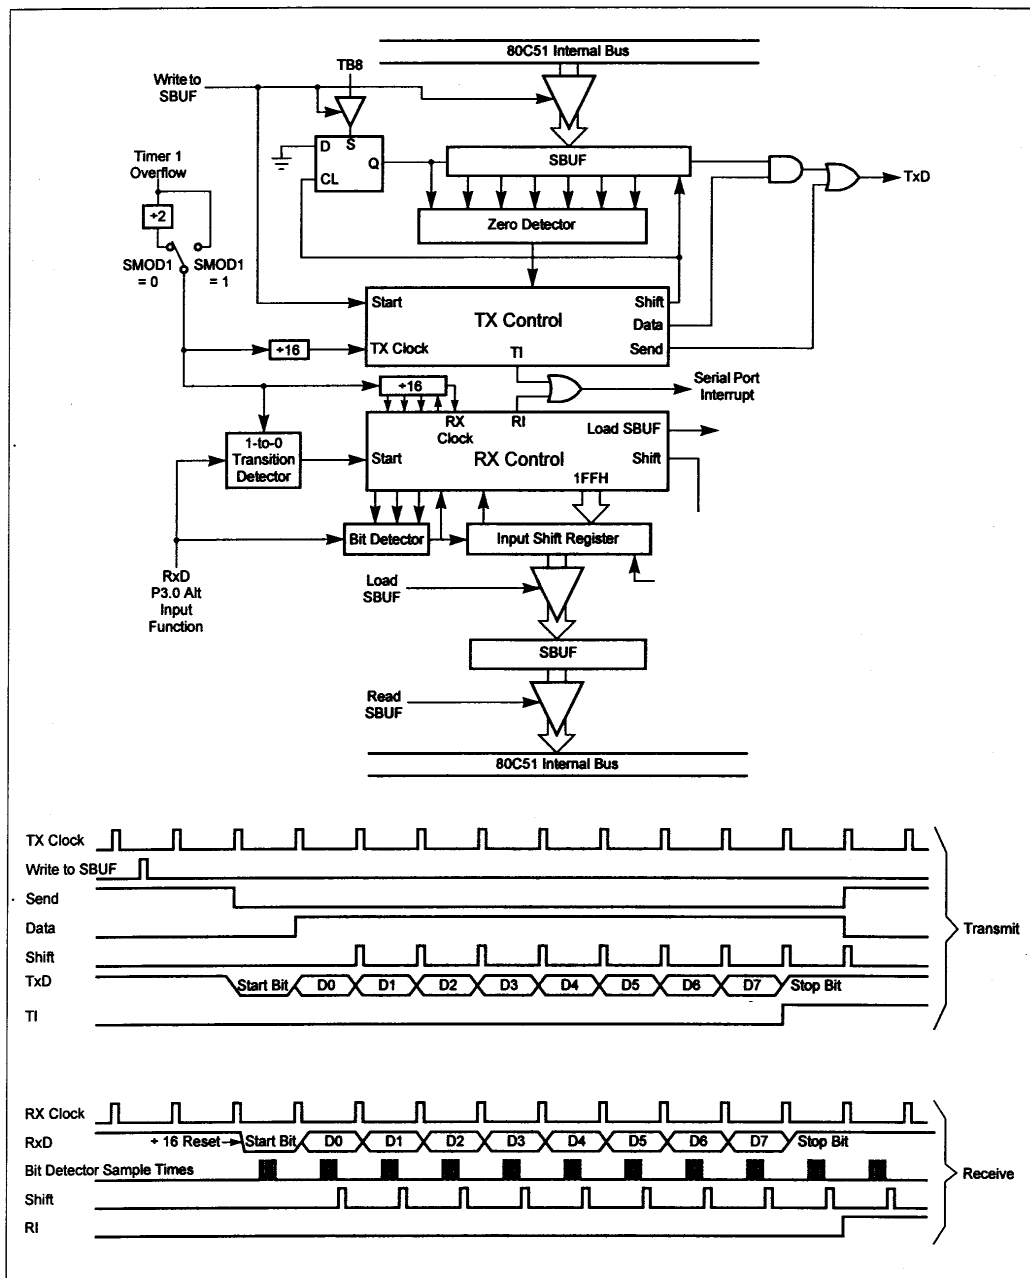 80C51 Internal Bus
TB8
Write to
SBUF
D
S
Q
CL
SBUF
TxD
Timer 1
Overflow
÷2
Zero Detector
SMOD1
= 0
SMOD1
= 1
Start
Shift
TX Control
Data
÷16
TX Clock
TI
Send
÷16
Serial Port
Interrupt
RX
Clock
RI
Load SBUF
1-to-0
Transition
Detector
Start
RX Control
Shift
1FFH
Bit Detector
Input Shift Register
RxD
P3.0 Alt
Input
Function
Load
SBUF
SBUF
Read
SBUF
80C51 Internal Bus
TX Clock
Write to SBUF
Send
Data
Transmit
Shift
TxD
Start Bit D0 D1 D2 D3 D4 D5 D6 D7 Stop Bit
TI
RX Clock
RxD
÷ 16 Reset Start Bit D0 D1 D2 D3 D4 D5 D6 D7 Stop Bit
Bit Detector Sample Times
Receive
Shift
RI